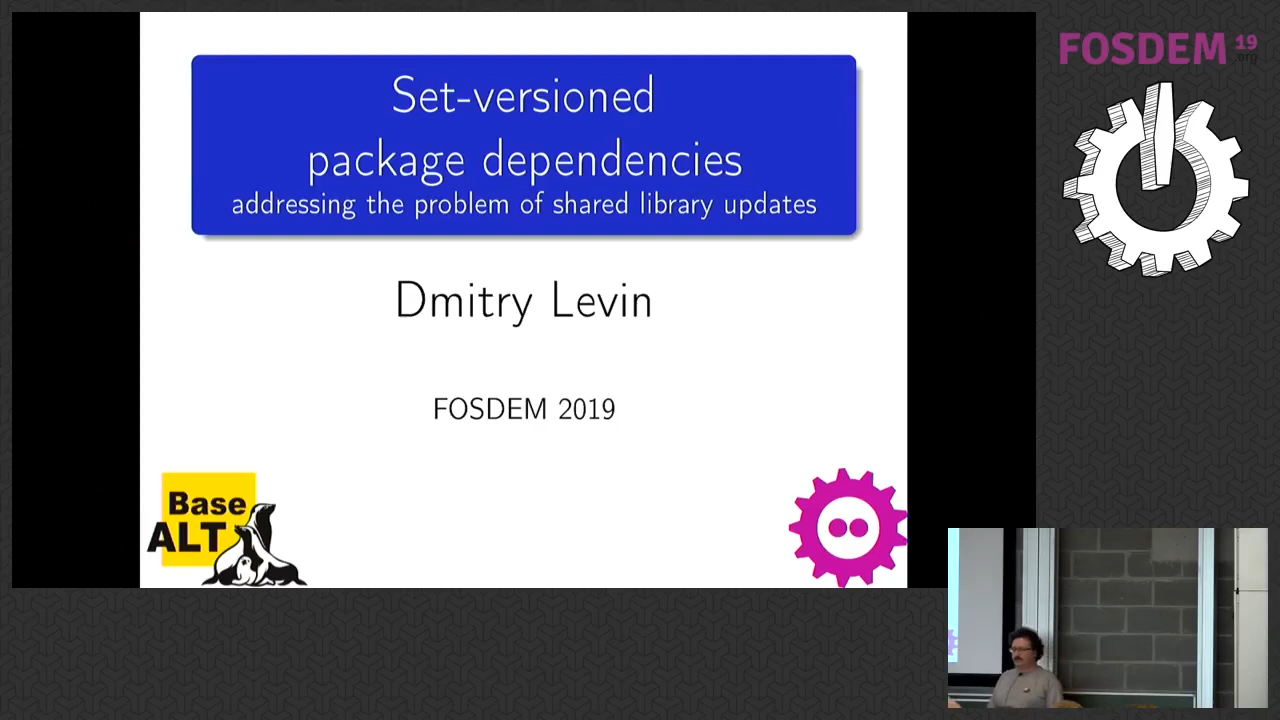 Set-versioned
package dependencies
addressing the problem of shared library updates
Dmitry Levin
FOSDEM 2019
Base
ALT
FOSDEM 19
.org